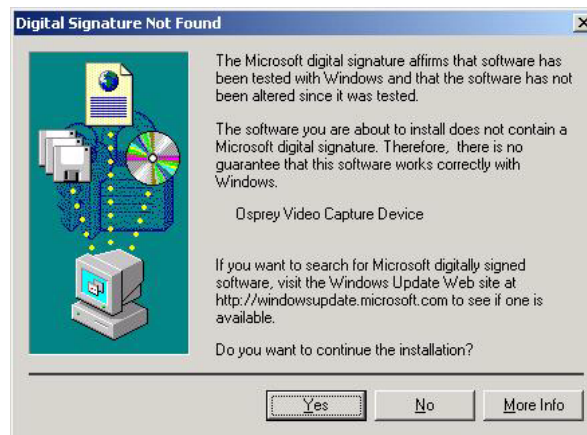 Digital Signature Not Found
The Microsoft digital signature affirms that software has
been tested with Windows and that the software has not
been altered since it was tested.
The software you are about to install does not contain a
Microsoft digital signature. Therefore, there is no
guarantee that this software works correctly with
Windows.
Osprey Video Capture Device
If you want to search for Microsoft digitally signed
software, visit the Windows Update Web site at
http://windowsupdate.microsoft.com to see if one is
available.
Do you want to continue the installation?
Yes No More Info